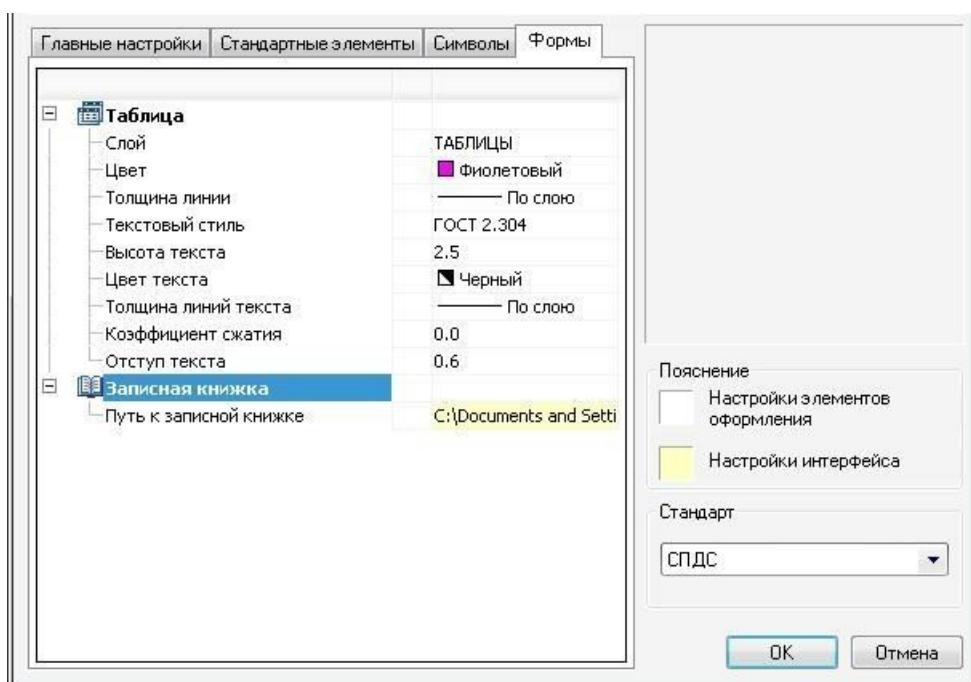 Главные настройки Стандартные элементы Символы Формы
Таблица
Слой ТАБЛИЦЫ
Цвет Фиолетовый
Толщина линии По слою
Текстовый стиль ГОСТ 2.304
Высота текста 2.5
Цвет текста Черный
Толщина линий текста По слою
Коэффициент сжатия 0.0
Отступ текста 0.6
Записная книжка
Путь к записной книжке C:\Documents and Setti
Пояснение
Настройки элементов
оформления
Настройки интерфейса
Стандарт
СПДС
OK Отмена